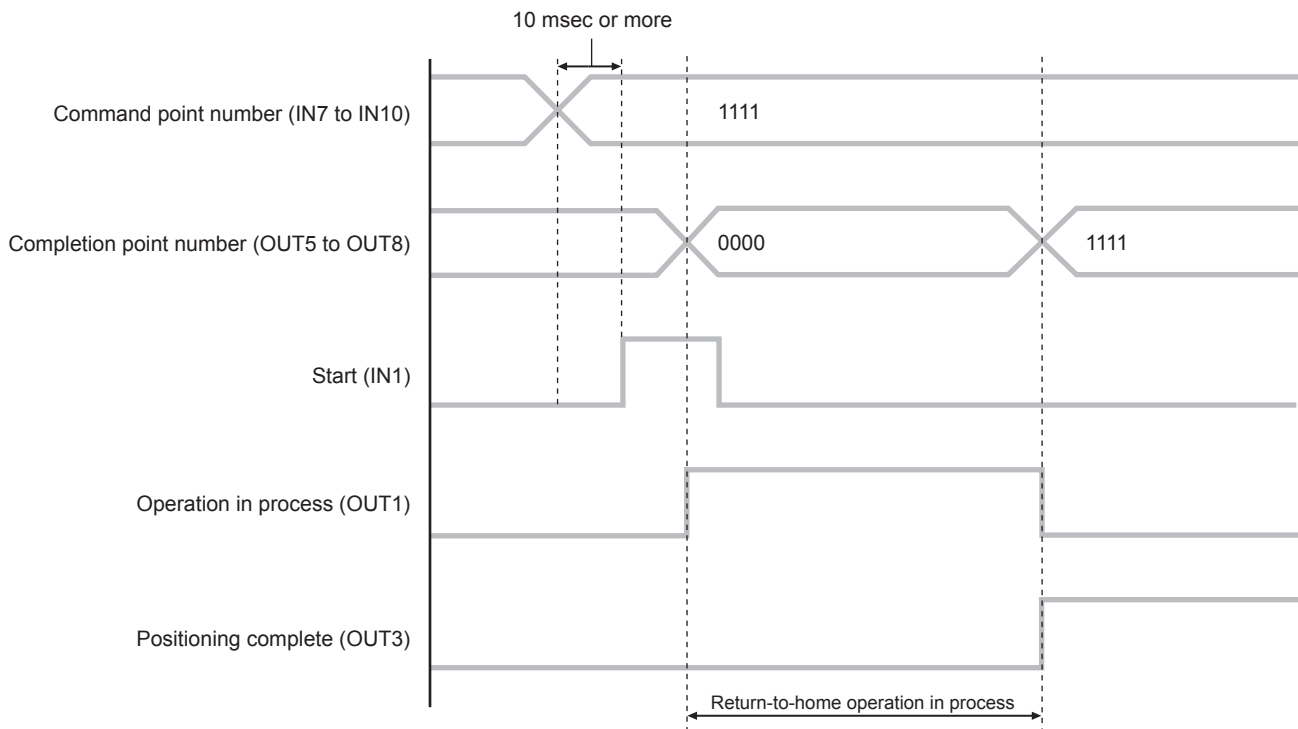 10 msec or more
Command point number (IN7 to IN10)
1111
Completion point number (OUT5 to OUT8)
0000
1111
Start (IN1)
Operation in process (OUT1)
Positioning complete (OUT3)
Return-to-home operation in process